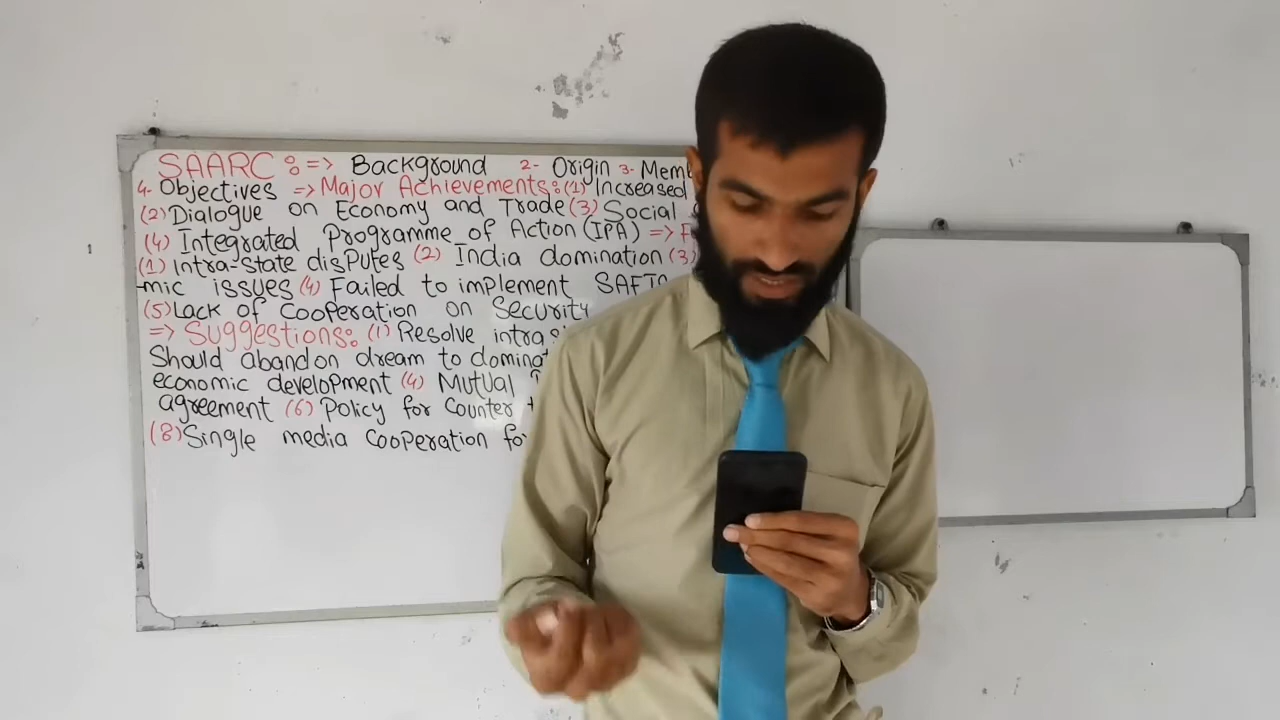 SAARC :=> Background 2- Origin 3- Mem
4. Objectives => Major Achievements:(1) Increased
(2) Dialogue on Economy and Trade (3) Social
(4) Integrated Programme of Action (IPA) => F
(1) Intra-state disputes (2) India domination (3)
-mic issues (4) Failed to implement SAFTA
(5) Lack of Cooperation on Security
=> Suggestions: (1) Resolve intra s
Should abandon dream to dominat
economic development (4) Mutual
agreement (6) Policy for Counter
(8) Single media Cooperation for